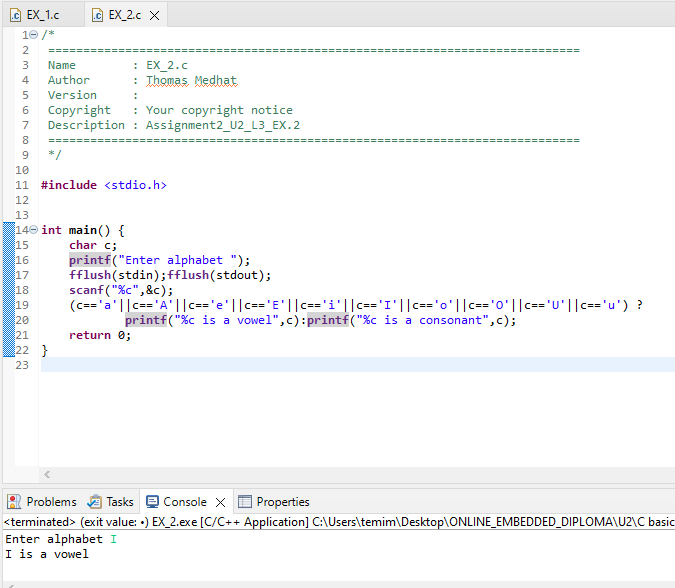 EX_1.c EX_2.c
1 /*
2 ============================================================================
3 Name : EX_2.c
4 Author : Thomas Medhat
5 Version :
6 Copyright : Your copyright notice
7 Description : Assignment2_U2_L3_EX.2
8 ============================================================================
9 */
10
11 #include <stdio.h>
12
13
14 int main() {
15 char c;
16 printf("Enter alphabet ");
17 fflush(stdin);fflush(stdout);
18 scanf("%c",&c);
19 (c=='a'||c=='A'||c=='e'||c=='E'||c=='i'||c=='I'||c=='o'||c=='O'||c=='U'||c=='u') ?
20 printf("%c is a vowel",c):printf("%c is a consonant",c);
21 return 0;
22 }
23
Problems Tasks Console Properties
<terminated> (exit value: •) EX_2.exe [C/C++ Application] C:\Users\temim\Desktop\ONLINE_EMBEDDED_DIPLOMA\U2\C basic
Enter alphabet I
I is a vowel